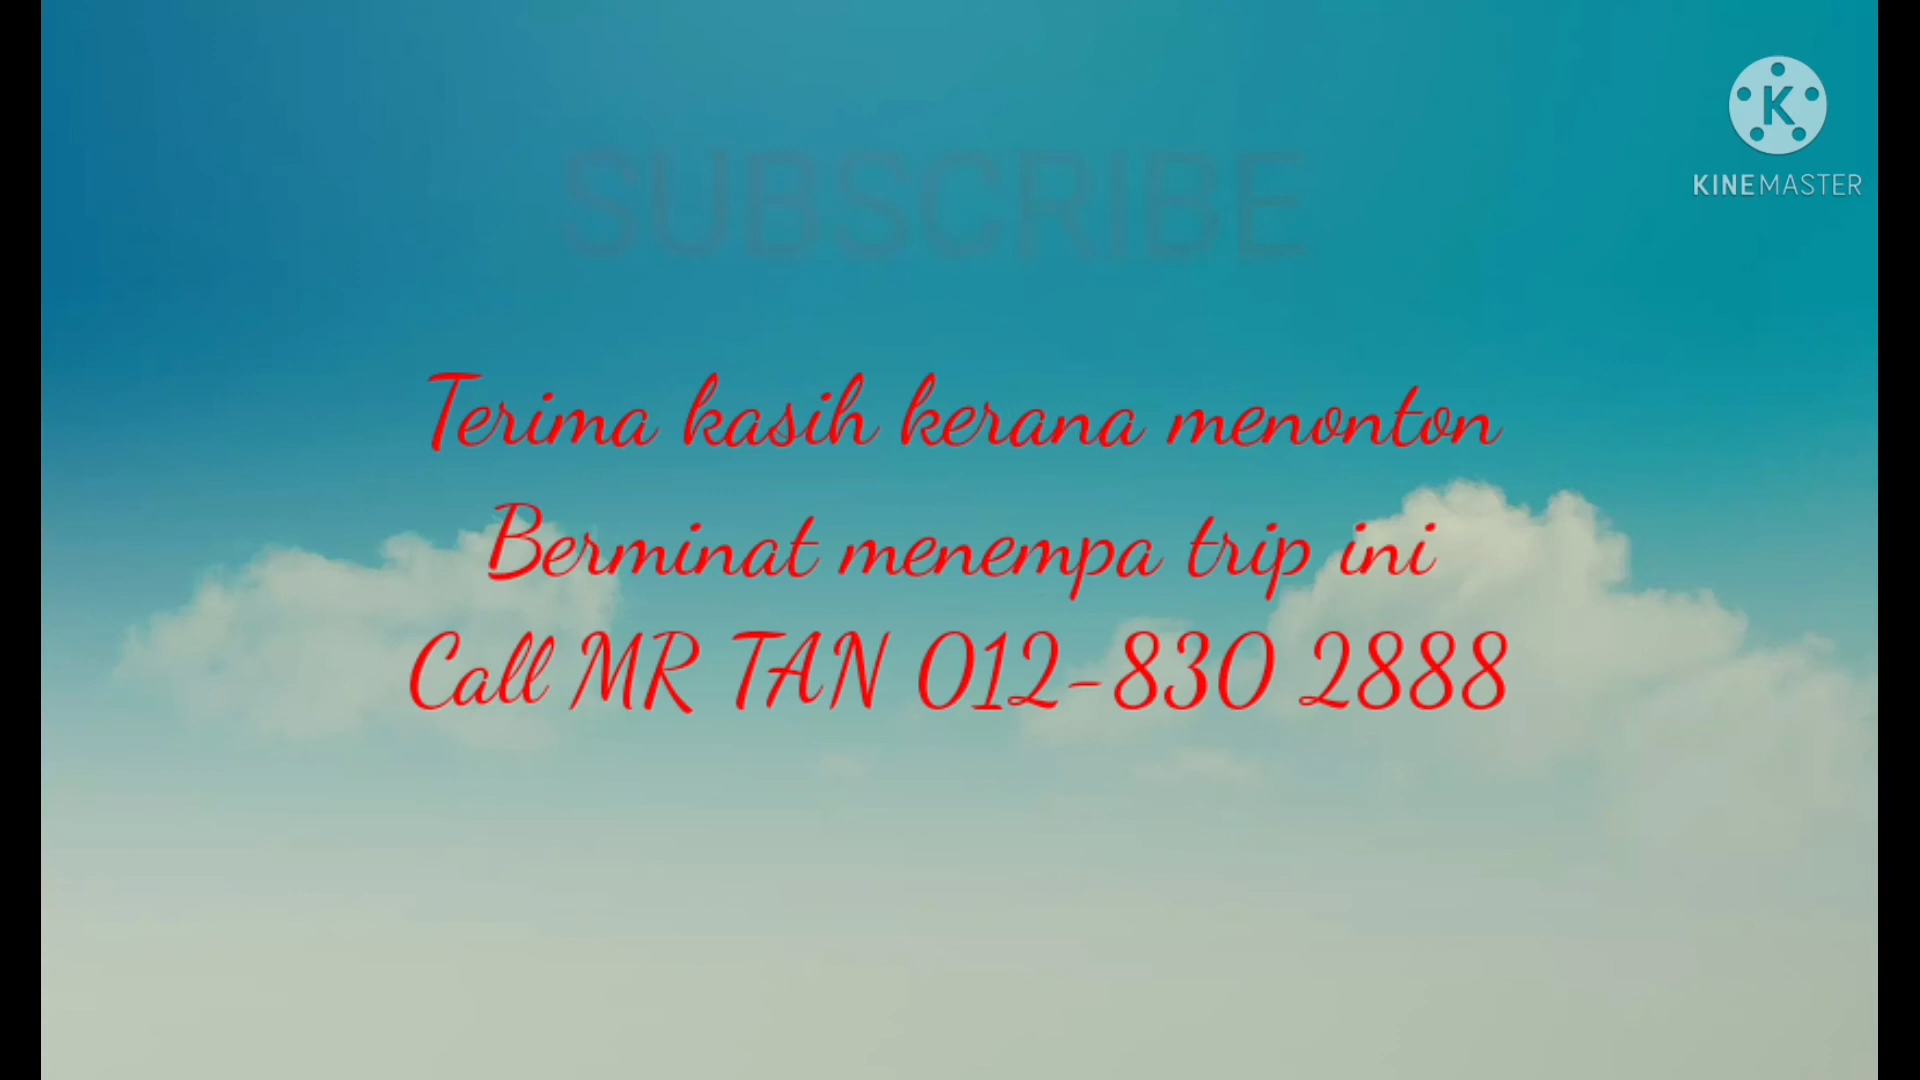 SUBSCRIBE
K
KINEMASTER
Terima kasih kerana menonton
Berminat menempa trip ini
Call MR TAN 012-830 2888